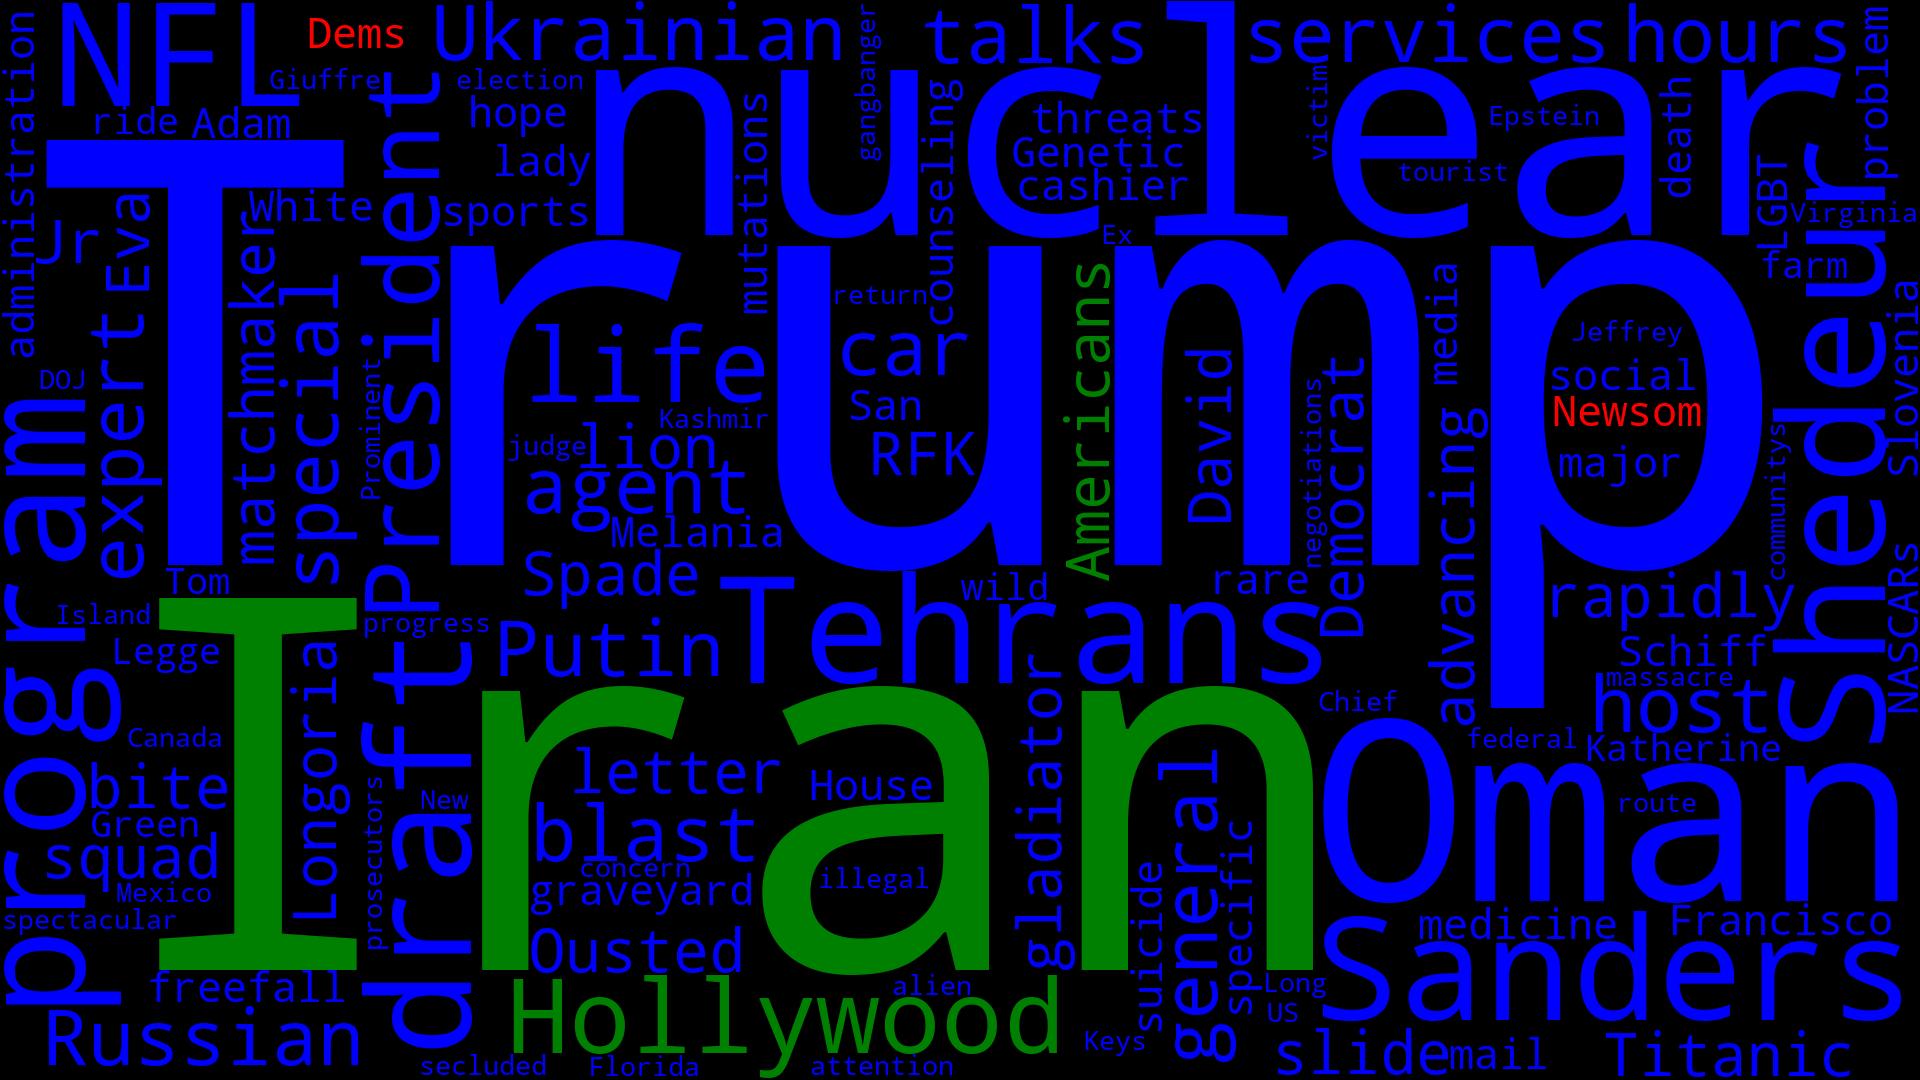 NFL
Dems
Ukrainian
talks
services
hours
Giuffre
election
ride
Adam
hope
lady
sports
nuclear
gangbanger
mutations
counseling
threats
Genetic
cashier
Ex
victim
Epstein
tourist
death
problem
LGBT
Virginia
farm
administration
Jr
Eva
expert
White
matchmaker
special
President
Trump
life
car
San
RFK
return
Kashmir
judge
lion
agent
Melania
Spade
Americans
David
negotiations
Democrat
media
advancing
Jeffrey
social
Newsom
major
communitys
shedeur
Slovenia
NASCARs
DOJ
Prominent
program
Tom
Island
Legge
progress
Putin
Tehrans
wild
rare
rapidly
Schiff
massacre
host
Katherine
federal
Chief
Canada
bite
Green
squad
Mexico
spectacular
Longoria
prosecutors
draft
New
Iran
letter
House
blast
concern
graveyard
illegal
Ousted
gladiator
general
suicide
specific
Oman
route
medicine
Francisco
Sanders
freefall
Russian
Hollywood
alien
Long
US
Keys
slide
mail
Titanic
secluded
Florida
attention